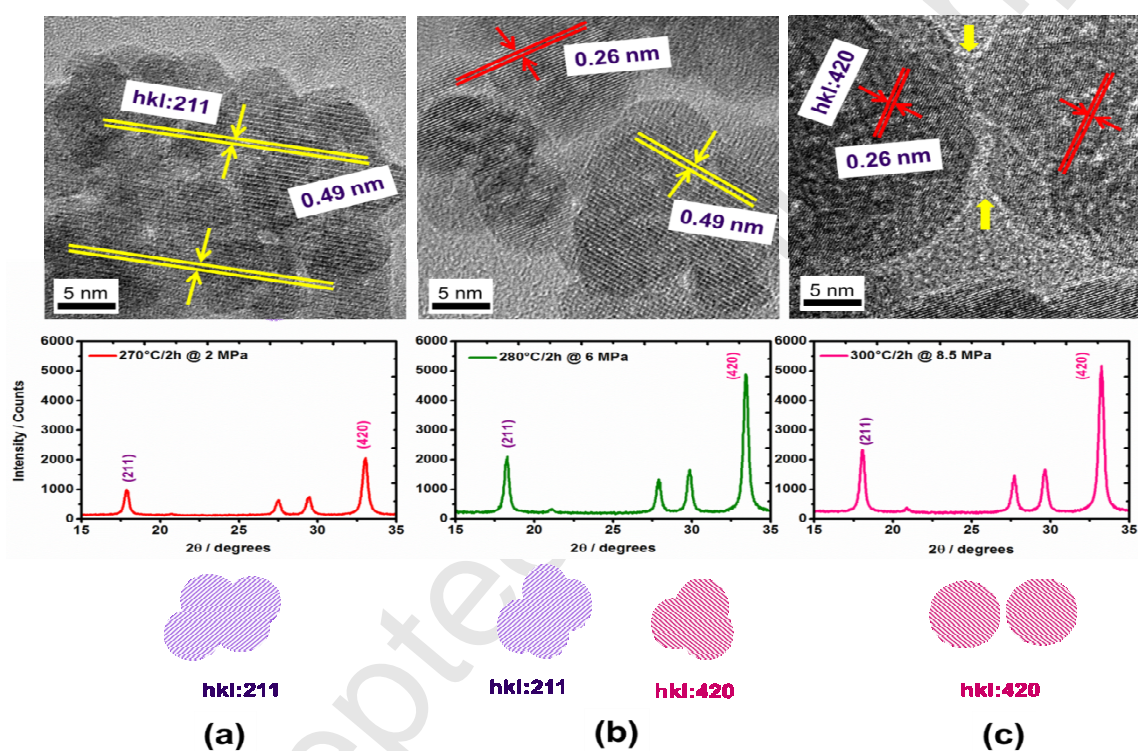 hkl:211
0.49 nm
5 nm
0.26 nm
0.49 nm
5 nm
hkl:420
0.26 nm
5 nm
6000
5000
4000
3000
2000
1000
0
Intensity / Counts
270°C/2h @ 2 MPa
(211)
(420)
15 20 25 30 35
2θ / degrees
6000
5000
4000
3000
2000
1000
0
280°C/2h @ 6 MPa
(211)
(420)
15 20 25 30 35
2θ / degrees
6000
5000
4000
3000
2000
1000
0
300°C/2h @ 8.5 MPa
(211)
(420)
15 20 25 30 35
2θ / degrees
hkl:211
hkl:211
hkl:420
hkl:420
(a)
(b)
(c)